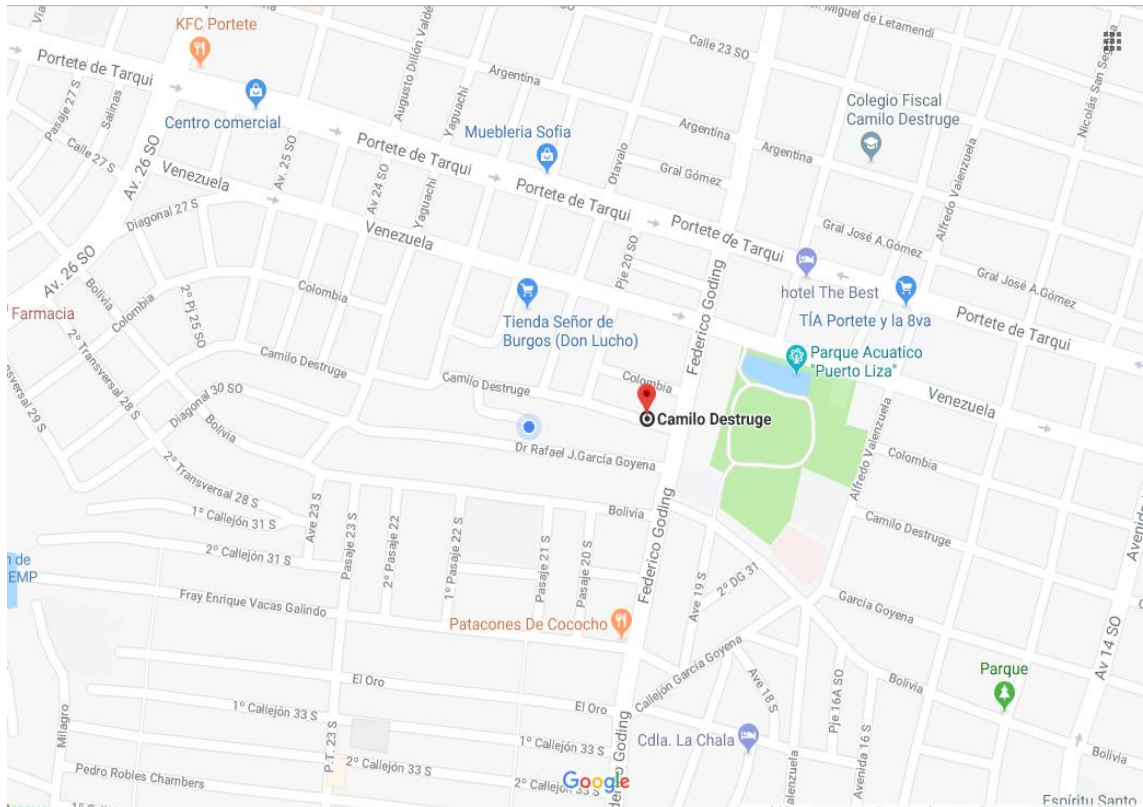 KFC Portete
Portete de Tarqui
Centro comercial
Pasaje 27 S
Salinas
Calle 27 S
Av. 26 SO
Venezuela
Av. 25 SO
Augusto Dillón Valdé
Yaguachi
Argentina
Calle 23 SO
Miguel de Letamendi
Colegio Fiscal
Camilo Destruge
Nicolás San Seg
Muebleria Sofia
Portete de Tarqui
Otavalo
Argentina
Gral Gómez
Argentina
Alfredo Valenzuela
Av 24 SO
Yaguachi
Portete de Tarqui
Diagonal 27 S
Venezuela
Pje 20 SO
Portete de Tarqui
Gral José A.Gómez
Gral José A.Gómez
Av. 26 SO
Bolivia
Colombia
2° Pj 25 SO
Colombia
Farmacia
Tienda Señor de
Burgos (Don Lucho)
Federico Goding
hotel The Best
TÍA Portete y la 8va
Portete de Tarqui
Parque Acuatico
"Puerto Liza"
2° Transversal 28 S
Camilo Destruge
Camilo Destruge
Colombia
Camilo Destruge
Venezuela
Diagonal 30 SO
Bolivia
Dr Rafael J.García Goyena
Alfredo Valenzuela
Colombia
2° Transversal 28 S
1° Callejón 31 S
Ave 23 S
2° Callejón 31 S
Pasaje 23 S
2° Pasaje 22
1° Pasaje 22 S
Pasaje 21 S
Pasaje 20 S
Bolivia
Federico Goding
Camilo Destruge
Avenida
n de
EMP
Fray Enrique Vacas Galindo
Patacones De Cococho
Ave 19 S
2° DG 31
García Goyena
Callejón García Goyena
Ave 18 S
Pje 16A SO
Bolivia
Parque
Av 14 SO
El Oro
El Oro
1° Callejón 33 S
1° Callejón 33 S
Milagro
P.T. 23 S
2° Callejón 33 S
2° Callejón 33 S
Pedro Robles Chambers
Cdla. La Chala
Avenida 16 S
Bolivia
Google
Espíritu Santo